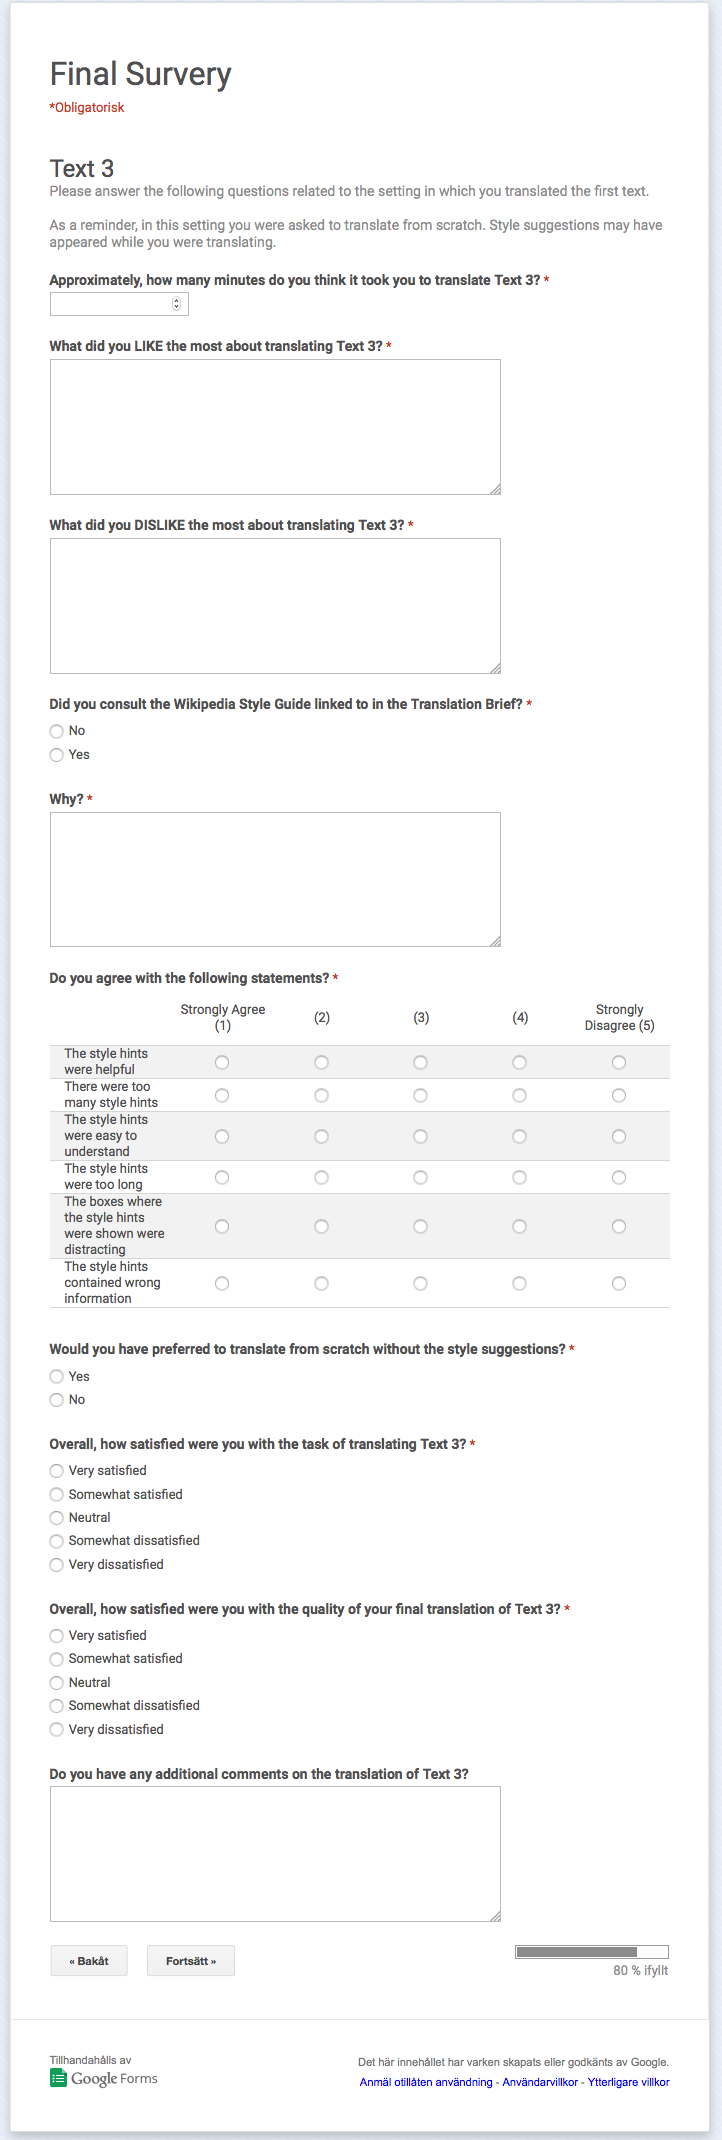 Final Survery
*Obligatorisk
Text 3
Please answer the following questions related to the setting in which you translated the first text.
As a reminder, in this setting you were asked to translate from scratch. Style suggestions may have
appeared while you were translating.
Approximately, how many minutes do you think it took you to translate Text 3? *
What did you LIKE the most about translating Text 3? *
What did you DISLIKE the most about translating Text 3? *
Did you consult the Wikipedia Style Guide linked to in the Translation Brief? *
No
Yes
Why? *
Do you agree with the following statements? *
Strongly Agree
(1)
(2)
(3)
(4)
Strongly
Disagree (5)
The style hints
were helpful
There were too
many style hints
The style hints
were easy to
understand
The style hints
were too long
The boxes where
the style hints
were shown were
distracting
The style hints
contained wrong
information
Would you have preferred to translate from scratch without the style suggestions? *
Yes
No
Overall, how satisfied were you with the task of translating Text 3? *
Very satisfied
Somewhat satisfied
Neutral
Somewhat dissatisfied
Very dissatisfied
Overall, how satisfied were you with the quality of your final translation of Text 3? *
Very satisfied
Somewhat satisfied
Neutral
Somewhat dissatisfied
Very dissatisfied
Do you have any additional comments on the translation of Text 3?
« Bakåt
Fortsätt »
80 % ifyllt
Tillhandahålls av
Google Forms
Det här innehållet har varken skapats eller godkänts av Google.
Anmäl otillåten användning - Användarvillkor - Ytterligare villkor